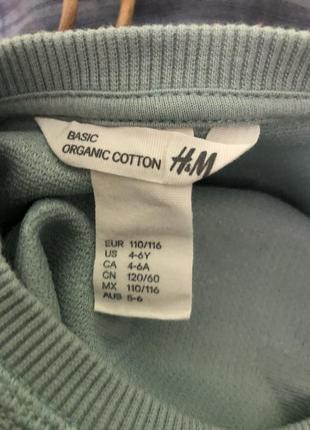 BASIC
ORGANIC COTTON H&M
EUR 110/116
US 4-6Y
CA 4-6A
CN 120/60
MX 110/116
AUS 5-6